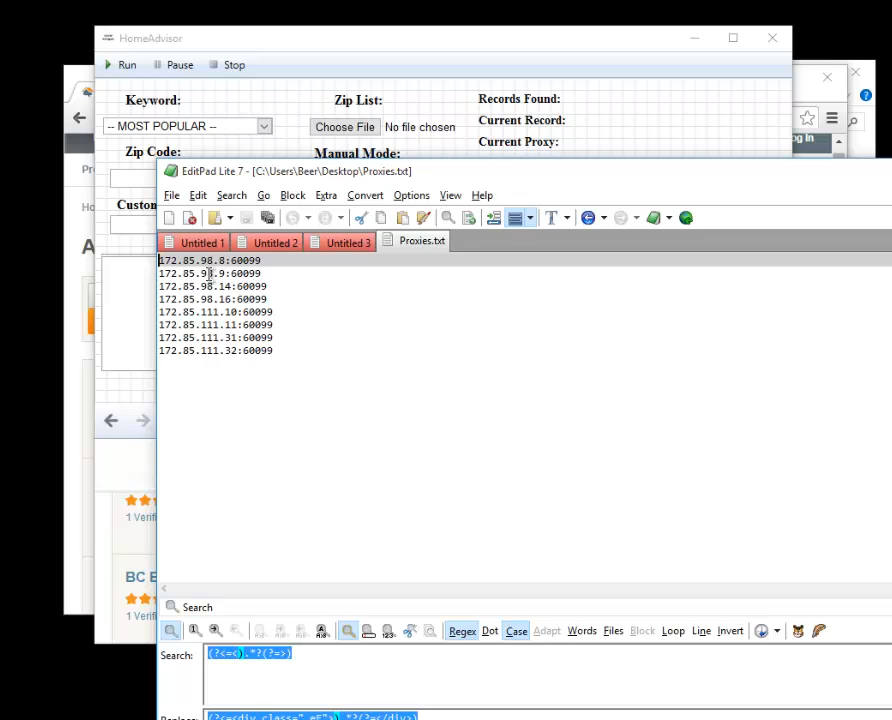 HomeAdvisor
Run Pause Stop
Keyword: Zip List: Records Found:
-- MOST POPULAR -- Choose File No file chosen Current Record:
Zip Code: Manual Mode: Current Proxy:
og In
Custom
EditPad Lite 7 - [C:\Users\Beer\Desktop\Proxies.txt]
File Edit Search Go Block Extra Convert Options View Help
Untitled 1 Untitled 2 Untitled 3 Proxies.txt
172.85.98.8:60099
172.85.98.9:60099
172.85.98.14:60099
172.85.98.16:60099
172.85.111.10:60099
172.85.111.11:60099
172.85.111.31:60099
172.85.111.32:60099
1 Verifi
BC E
1 Verifi
Search
Regex Dot Case Adapt Words Files Block Loop Line Invert
Search: (?<=<).*?(?=>)